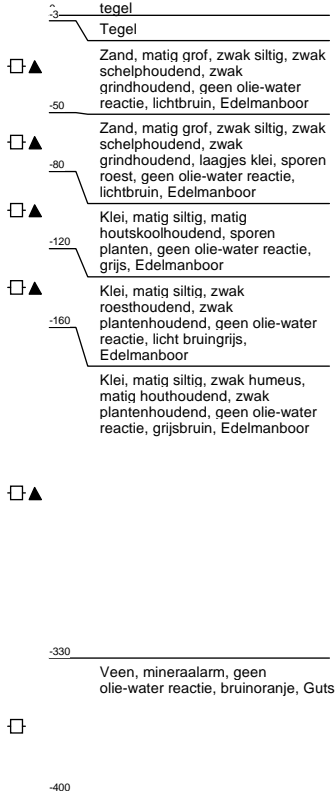 tegel
-3
Tegel
Zand, matig grof, zwak siltig, zwak
schelphoudend, zwak
grindhoudend, geen olie-water
reactie, lichtbruin, Edelmanboor
-50
Zand, matig grof, zwak siltig, zwak
schelphoudend, zwak
grindhoudend, laagjes klei, sporen
roest, geen olie-water reactie,
lichtbruin, Edelmanboor
-80
Klei, matig siltig, matig
houtskoolhoudend, sporen
planten, geen olie-water reactie,
grijs, Edelmanboor
-120
Klei, matig siltig, zwak
roesthoudend, zwak
plantenhoudend, geen olie-water
reactie, licht bruingrijs,
Edelmanboor
-160
Klei, matig siltig, zwak humeus,
matig houthoudend, zwak
plantenhoudend, geen olie-water
reactie, grijsbruin, Edelmanboor
-330
Veen, mineraalarm, geen
olie-water reactie, bruinoranje, Guts
-400